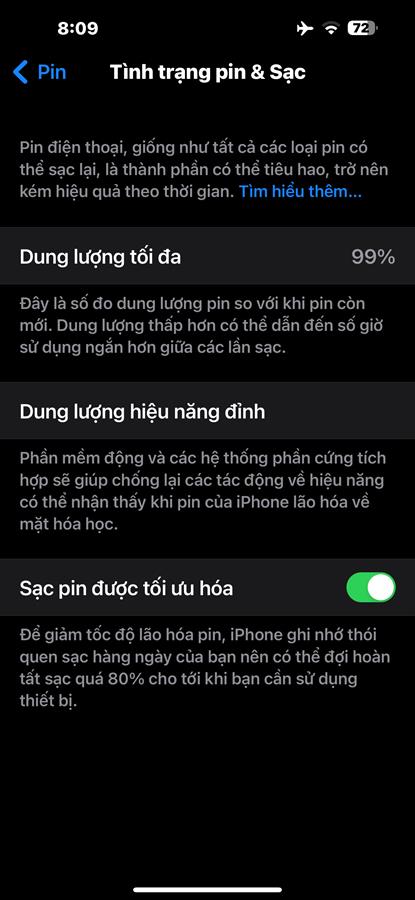 8:09
72
Pin
Tình trạng pin & Sạc
Pin điện thoại, giống như tất cả các loại pin có
thể sạc lại, là thành phần có thể tiêu hao, trở nên
kém hiệu quả theo thời gian. Tìm hiểu thêm...
Dung lượng tối đa
99%
Đây là số đo dung lượng pin so với khi pin còn
mới. Dung lượng thấp hơn có thể dẫn đến số giờ
sử dụng ngắn hơn giữa các lần sạc.
Dung lượng hiệu năng đỉnh
Phần mềm động và các hệ thống phần cứng tích
hợp sẽ giúp chống lại các tác động về hiệu năng
có thể nhận thấy khi pin của iPhone lão hóa về
mặt hóa học.
Sạc pin được tối ưu hóa
Để giảm tốc độ lão hóa pin, iPhone ghi nhớ thói
quen sạc hàng ngày của bạn nên có thể đợi hoàn
tất sạc quá 80% cho tới khi bạn cần sử dụng
thiết bị.